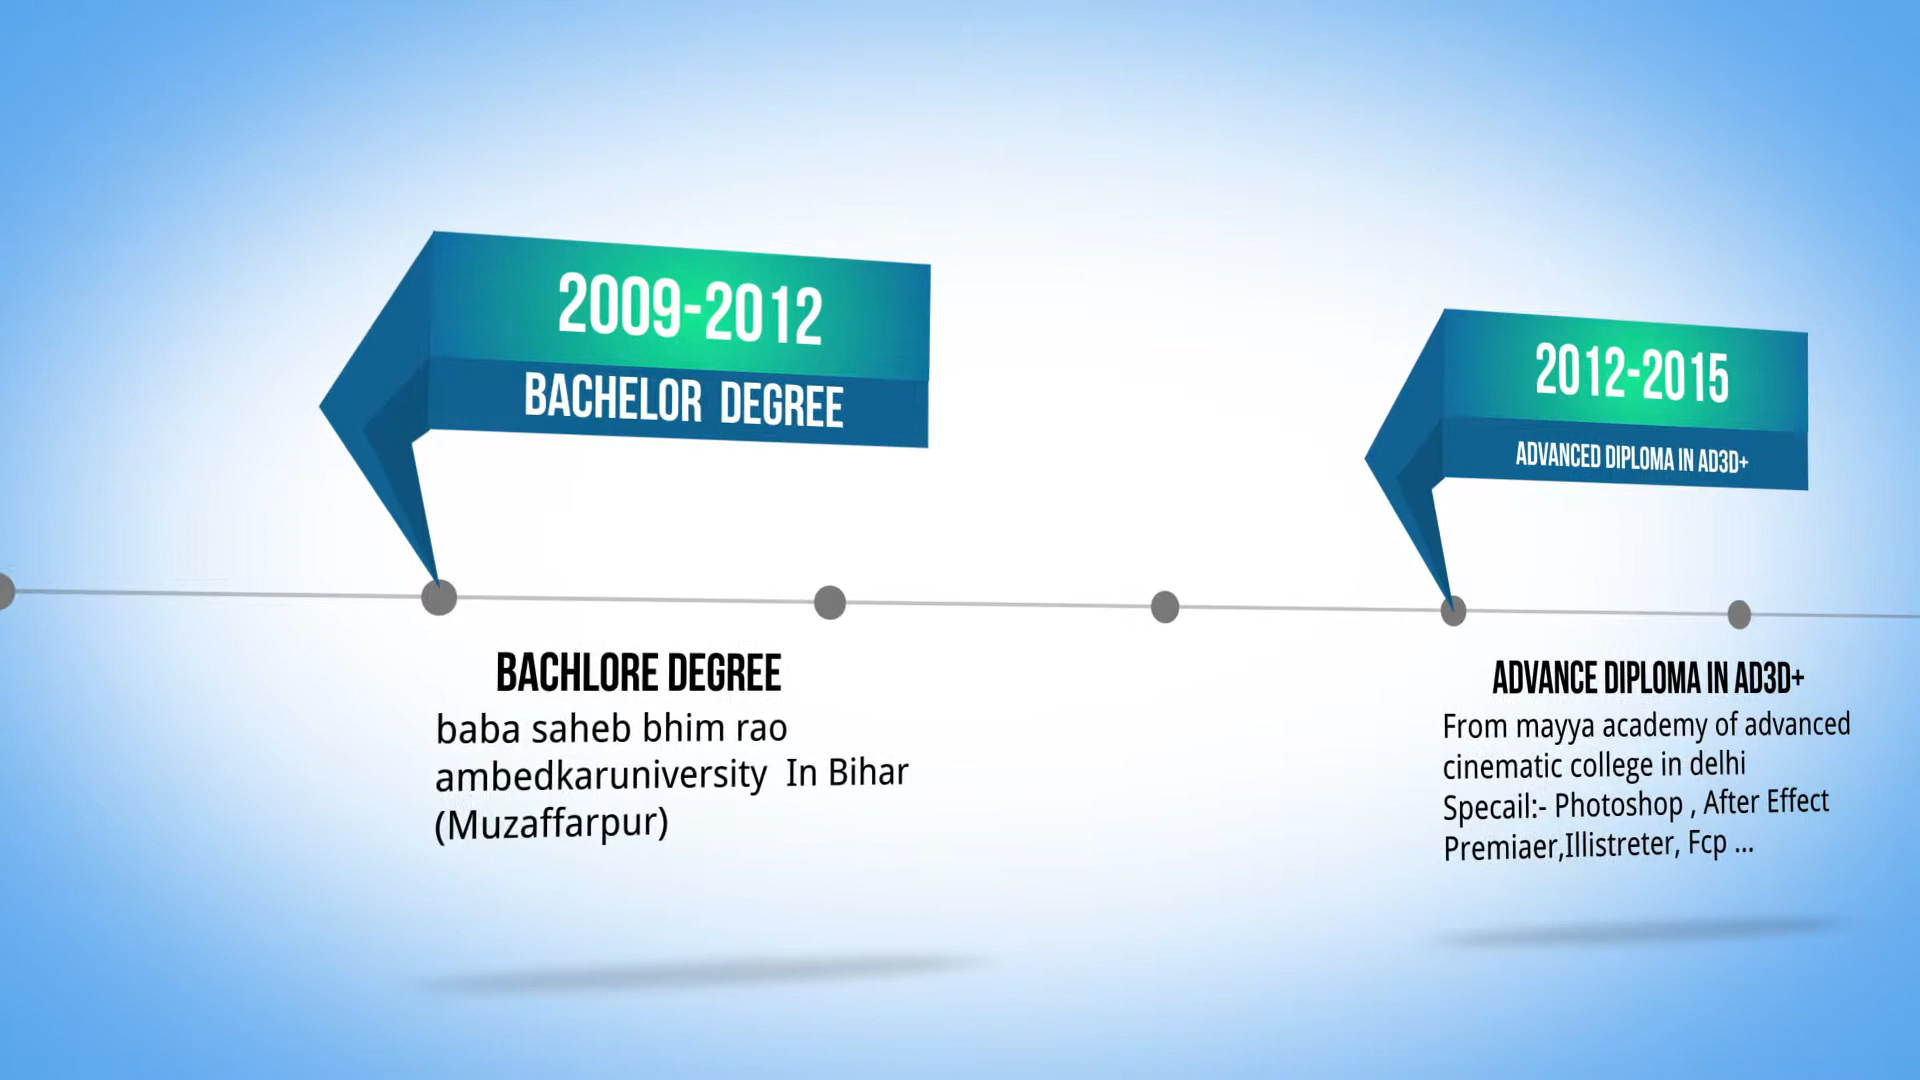 2009-2012
BACHELOR DEGREE
BACHLORE DEGREE
baba saheb bhim rao
ambedkaruniversity In Bihar
(Muzaffarpur)
2012-2015
ADVANCED DIPLOMA IN AD3D+
ADVANCE DIPLOMA IN AD3D+
From mayya academy of advanced
cinematic college in delhi
Specail:- Photoshop , After Effect
Premiaer,Illistreter, Fcp ...